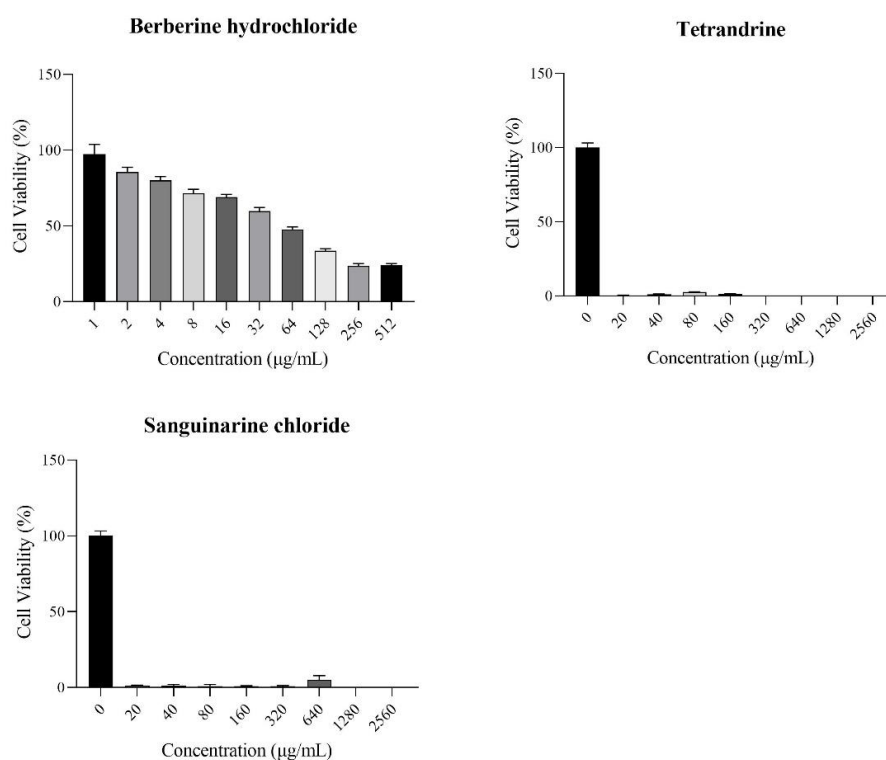 Berberine hydrochloride
150
100
50
0
Cell Viability (%)
1 2 4 8 16 32 64 128 256 512
Concentration (μg/mL)
Tetrandrine
150
100
50
0
Cell Viability (%)
0 20 40 80 160 320 640 1280 2560
Concentration (μg/mL)
Sanguinarine chloride
150
100
50
0
Cell Viability (%)
0 20 40 80 160 320 640 1280 2560
Concentration (μg/mL)